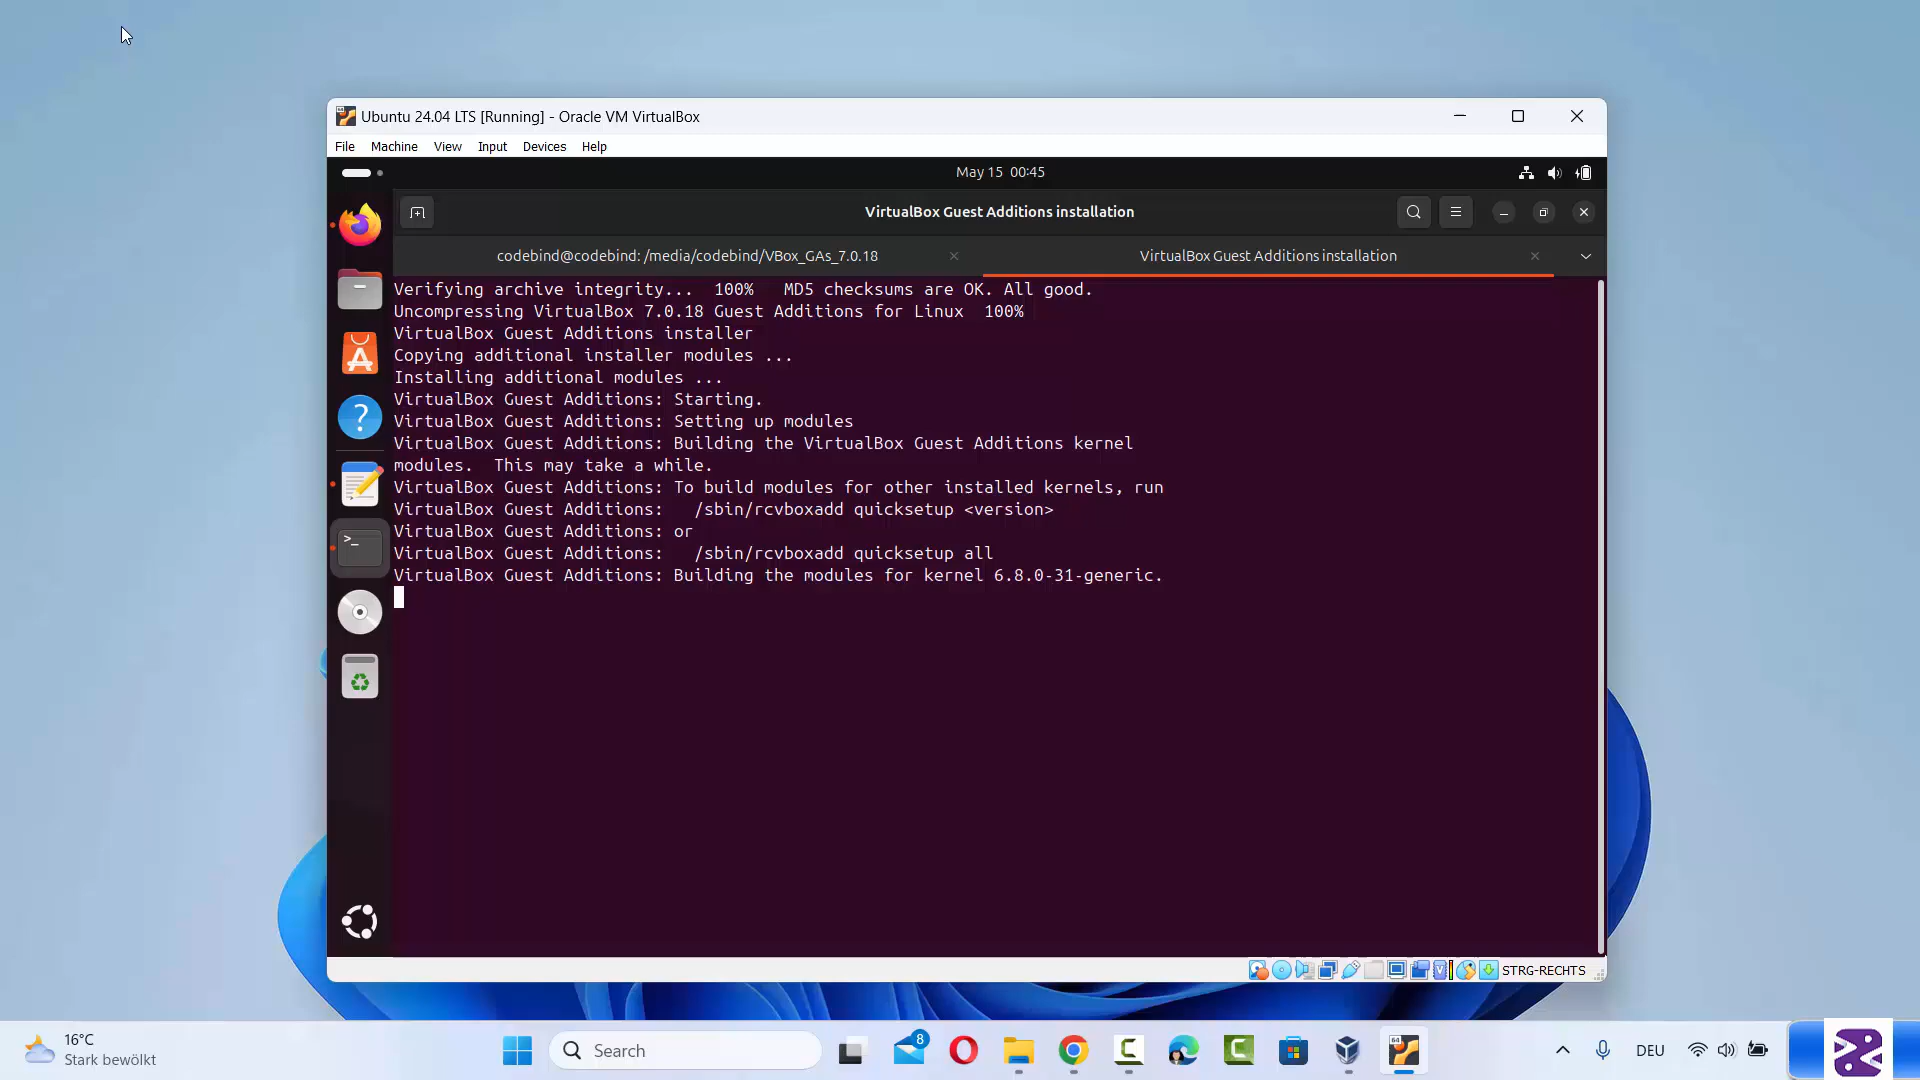 Ubuntu 24.04 LTS [Running] - Oracle VM VirtualBox
File Machine View Input Devices Help
May 15 00:45
VirtualBox Guest Additions installation
codebind@codebind: /media/codebind/VBox_GAs_7.0.18
VirtualBox Guest Additions installation
Verifying archive integrity... 100% MD5 checksums are OK. All good.
Uncompressing VirtualBox 7.0.18 Guest Additions for Linux 100%
VirtualBox Guest Additions installer
Copying additional installer modules ...
Installing additional modules ...
VirtualBox Guest Additions: Starting.
VirtualBox Guest Additions: Setting up modules
VirtualBox Guest Additions: Building the VirtualBox Guest Additions kernel
modules. This may take a while.
VirtualBox Guest Additions: To build modules for other installed kernels, run
VirtualBox Guest Additions: /sbin/rcvboxadd quicksetup <version>
VirtualBox Guest Additions: or
VirtualBox Guest Additions: /sbin/rcvboxadd quicksetup all
VirtualBox Guest Additions: Building the modules for kernel 6.8.0-31-generic.
STRG-RECHTS
16°C
Stark bewölkt
Search
8
64
DEU